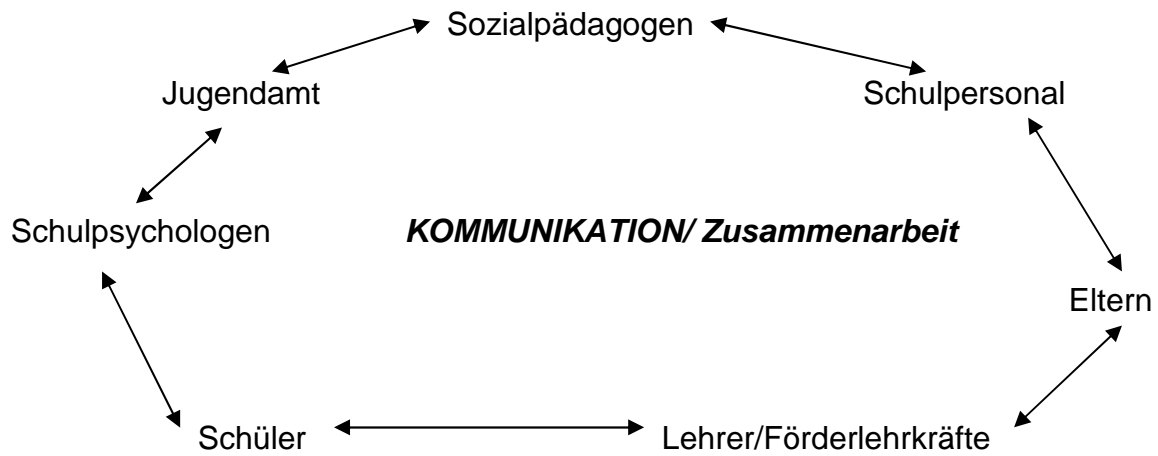 Sozialpädagogen
Jugendamt
Schulpersonal
Schulpsychologen
KOMMUNIKATION/ Zusammenarbeit
Eltern
Schüler
Lehrer/Förderlehrkräfte